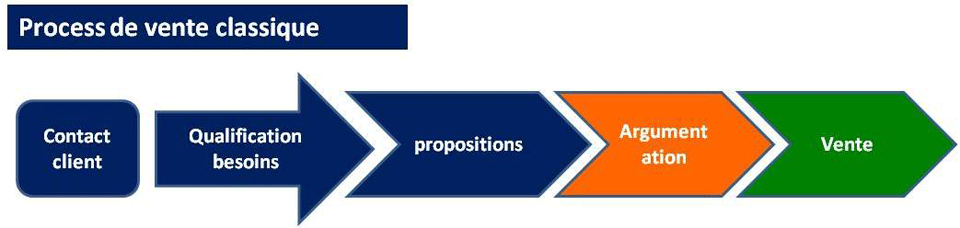 Process de vente classique
Contact
client
Qualification
besoins
propositions
Argument
ation
Vente